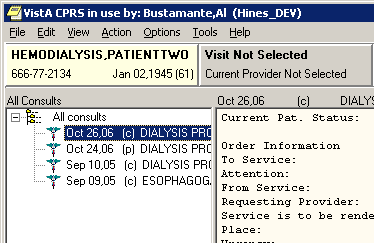 VistA CPRS in use by: Bustamante,Al (Hines_DEV)
File Edit View Action Options Tools Help
HEMODIALYSIS,PATIENTTWO
666-77-2134 Jan 02,1945 (61)
Visit Not Selected
Current Provider Not Selected
All Consults
All consults
Oct 26,06 (c) DIALYSIS PRO
Oct 24,06 (p) DIALYSIS PRO
Sep 10,05 (c) DIALYSIS PRO
Sep 09,05 (c) ESOPHAGOG
Oct 26,06 (c) DIALY
Current Pat. Status:
Order Information
To Service:
Attention:
From Service:
Requesting Provider:
Service is to be rende
Place: